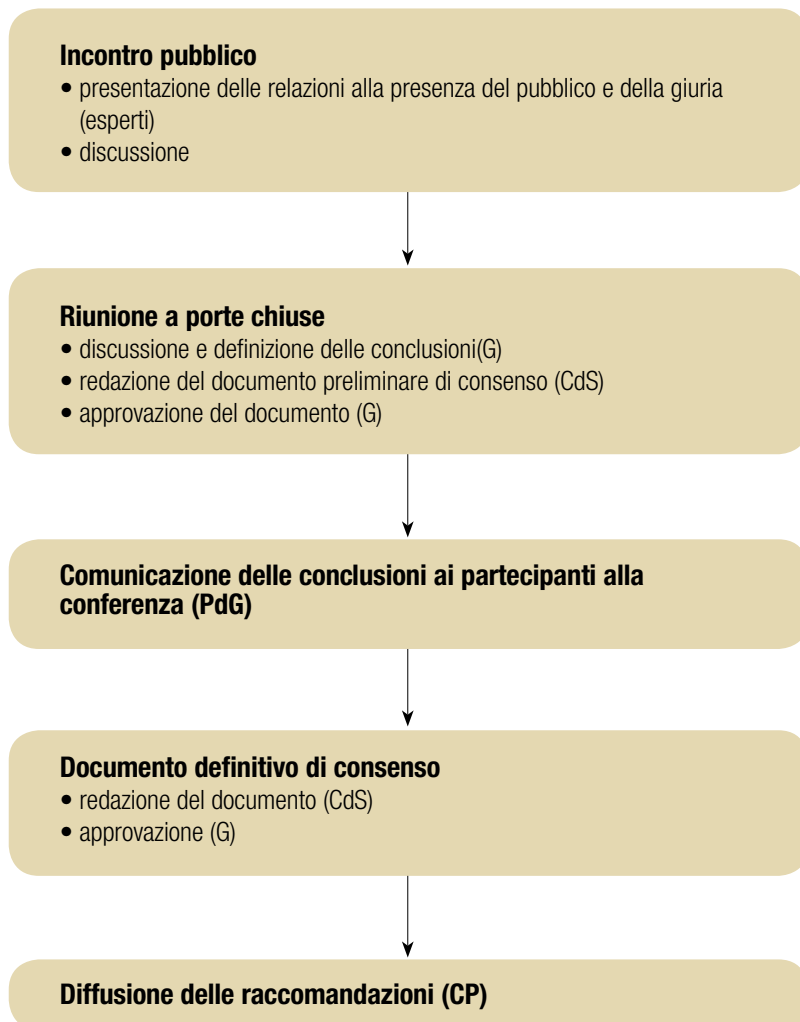 Incontro pubblico
• presentazione delle relazioni alla presenza del pubblico e della giuria
(esperti)
• discussione
Riunione a porte chiuse
• discussione e definizione delle conclusioni(G)
• redazione del documento preliminare di consenso (CdS)
• approvazione del documento (G)
Comunicazione delle conclusioni ai partecipanti alla
conferenza (PdG)
Documento definitivo di consenso
• redazione del documento (CdS)
• approvazione (G)
Diffusione delle raccomandazioni (CP)